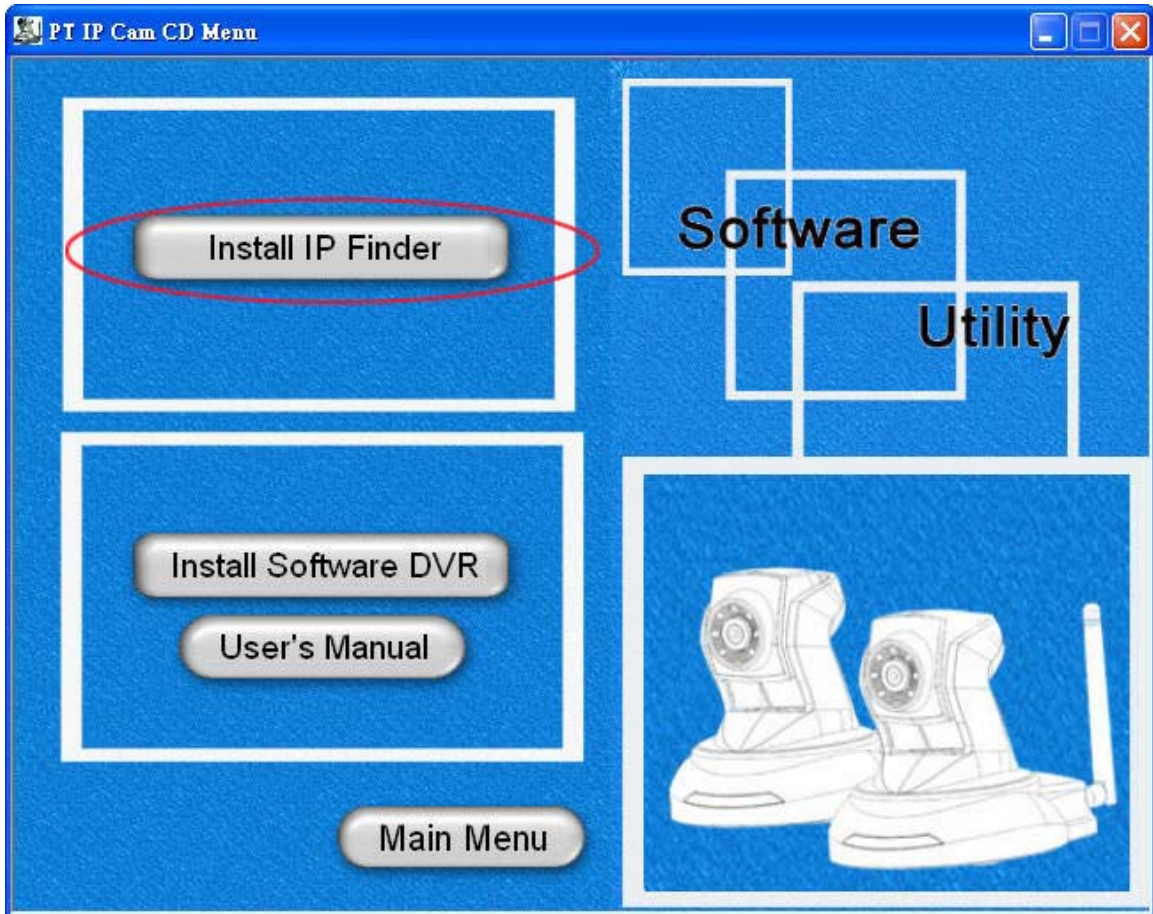 PT IP Cam CD Menu
Install IP Finder
Software
Utility
Install Software DVR
User's Manual
Main Menu